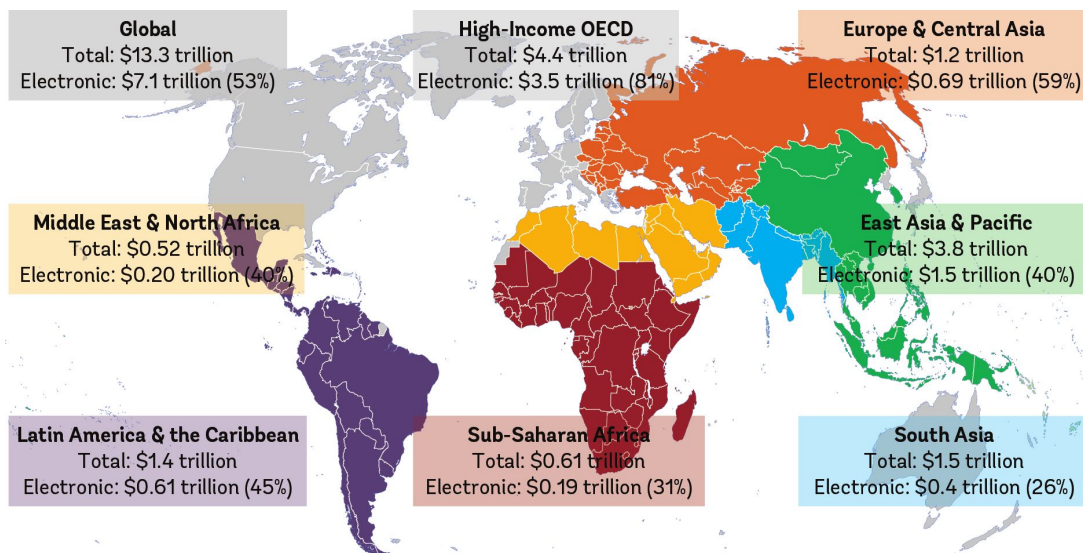 Global
Total: $13.3 trillion
Electronic: $7.1 trillion (53%)
High-Income OECD
Total: $4.4 trillion
Electronic: $3.5 trillion (81%)
Europe & Central Asia
Total: $1.2 trillion
Electronic: $0.69 trillion (59%)
Middle East & North Africa
Total: $0.52 trillion
Electronic: $0.20 trillion (40%)
East Asia & Pacific
Total: $3.8 trillion
Electronic: $1.5 trillion (40%)
Latin America & the Caribbean
Total: $1.4 trillion
Electronic: $0.61 trillion (45%)
Sub-Saharan Africa
Total: $0.61 trillion
Electronic: $0.19 trillion (31%)
South Asia
Total: $1.5 trillion
Electronic: $0.4 trillion (26%)